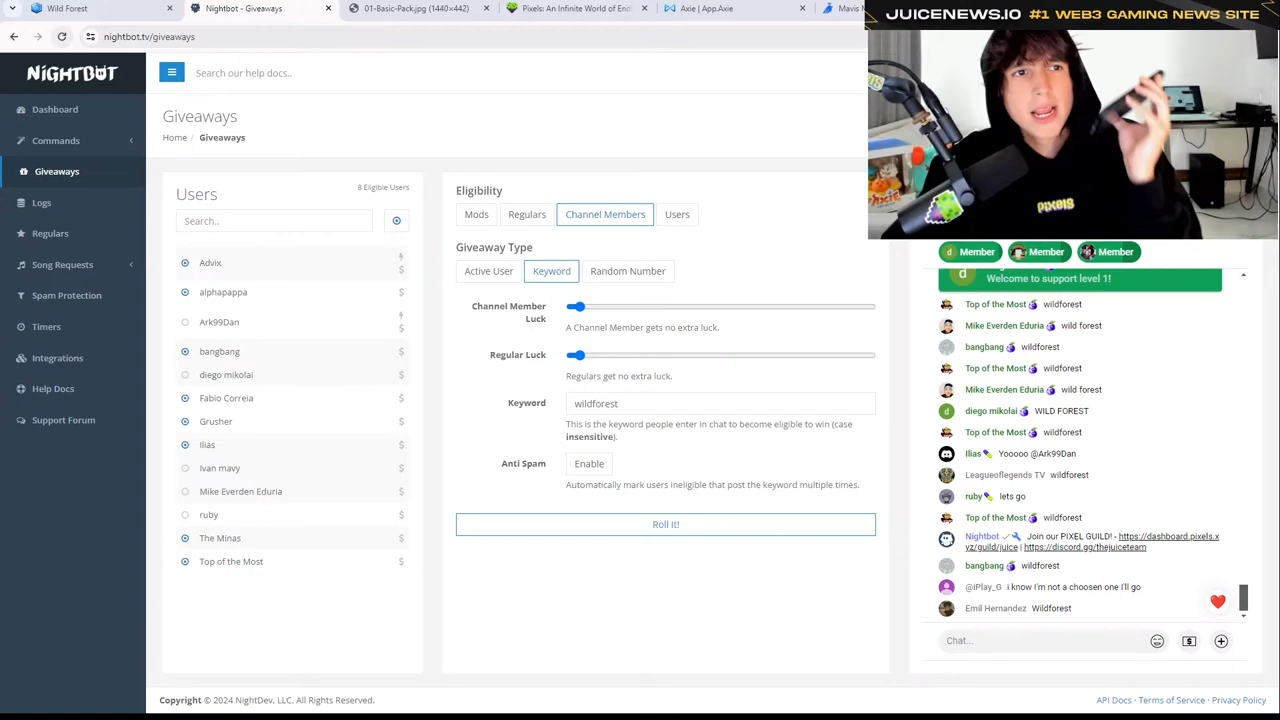 Wild Forest
Nightbot - Giveaways
01-Basic-Pack.jpg (1440×442)
Pixels: An Infinite World of End
Axie | App.Axie
Mavis
JUICENEWS.IO #1 WEB3 GAMING NEWS SITE
nightbot.tv/giveaways
NiGHTBOT
Search our help docs..
Dashboard
Commands
Giveaways
Logs
Regulars
Song Requests
Spam Protection
Timers
Integrations
Help Docs
Support Forum
Giveaways
Home / Giveaways
Users
8 Eligible Users
Search..
Advix
$
alphapappa $
Ark99Dan
$
bangbang $
diego mikolai $
Fabio Correia $
Grusher $
Ilias $
Ivan mavy $
Mike Everden Eduria $
ruby $
The Minas $
Top of the Most $
Eligibility
Mods Regulars Channel Members Users
Giveaway Type
Active User Keyword Random Number
Channel Member
Luck
A Channel Member gets no extra luck.
Regular Luck
Regulars get no extra luck.
Keyword wildforest
This is the keyword people enter in chat to become eligible to win (case
insensitive).
Anti Spam Enable
Automatically mark users ineligible that post the keyword multiple times.
Roll It!
PIXELS
d Member Member Member
d Welcome to support level 1!
Top of the Most wildforest
Mike Everden Eduria wild forest
bangbang wildforest
Top of the Most wildforest
Mike Everden Eduria wild forest
d diego mikolai WILD FOREST
Top of the Most wildforest
Ilias Yooooo @Ark99Dan
Leagueoflegends TV wildforest
ruby lets go
Top of the Most wildforest
Nightbot Join our PIXEL GUILD! - https://dashboard.pixels.x
yz/guild/juice | https://discord.gg/thejuiceteam
bangbang wildforest
@iPlay_G i know I'm not a choosen one I'll go
Emil Hernandez Wildforest
Chat...
Copyright © 2024 NightDev, LLC. All Rights Reserved.
API Docs · Terms of Service · Privacy Policy